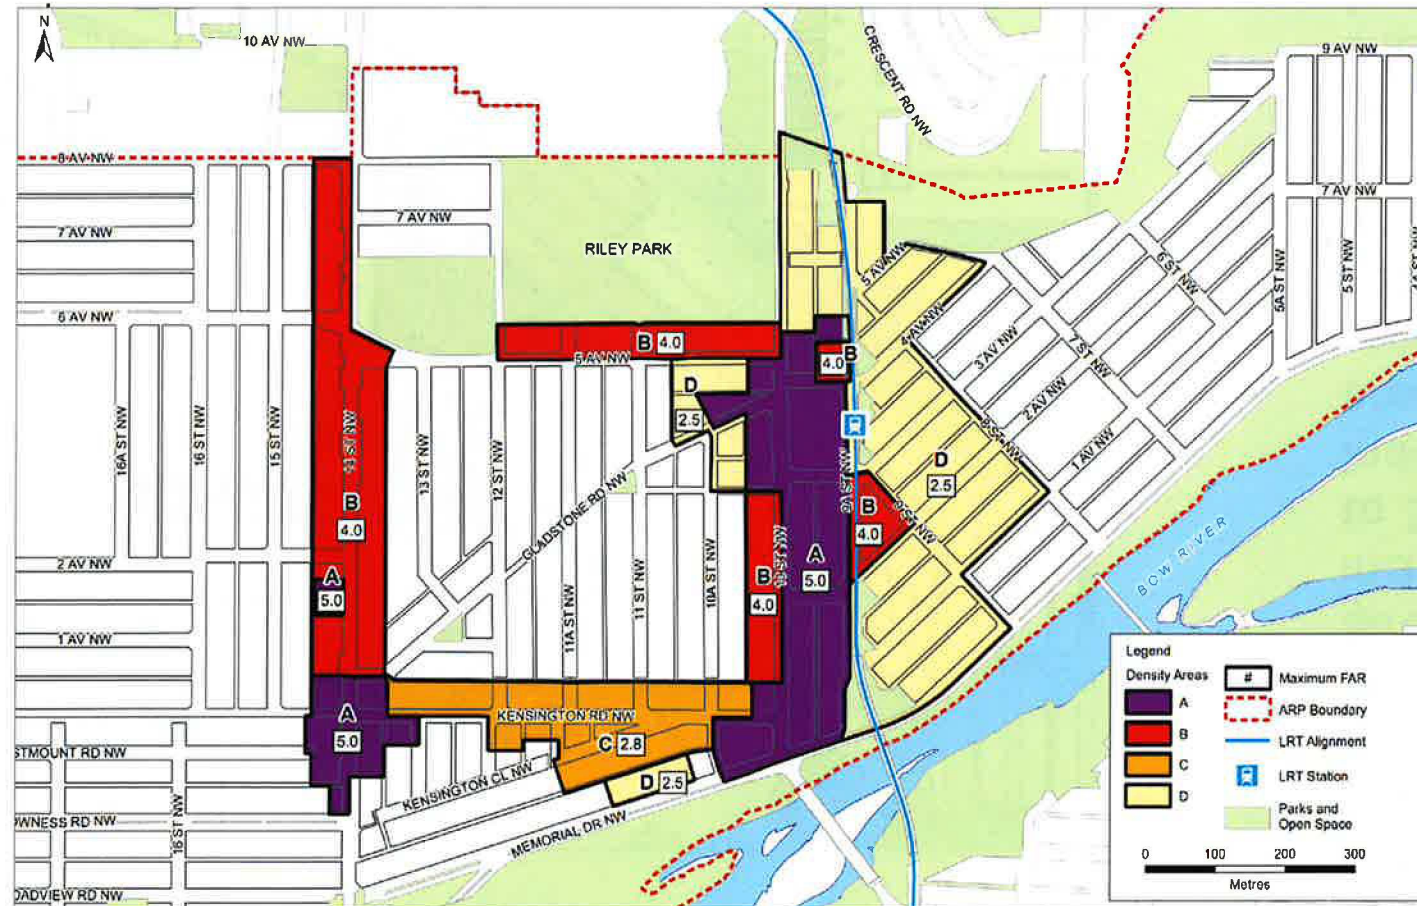 N
10 AV NW
CRESCENT RD NW
9 AV NW
8 AV NW
7 AV NW
7 AV NW
7 AV NW
RILEY PARK
6 AV NW
5 AV NW
6 ST NW
5A ST NW
5 ST NW
B 4.0
5 AV NW
4 AV NW
3 AV NW
7 ST NW
2 AV NW
1 AV NW
8 ST NW
B
4.0
D
2.5
16A ST NW
16 ST NW
15 ST NW
14 ST NW
13 ST NW
12 ST NW
GLADSTONE RD NW
11A ST NW
11 ST NW
10A ST NW
10 ST NW
9A ST NW
9 ST NW
D
2.5
B
4.0
B
4.0
A
5.0
B
4.0
2 AV NW
A
5.0
1 AV NW
BOW RIVER
A
5.0
KENSINGTON RD NW
C 2.8
D 2.5
STMOUNT RD NW
KENSINGTON CL NW
MEMORIAL DR NW
OWNESS RD NW
16 ST NW
OADVIEW RD NW
Legend
Density Areas
A
B
C
D
# Maximum FAR
ARP Boundary
LRT Alignment
LRT Station
Parks and
Open Space
0 100 200 300
Metres